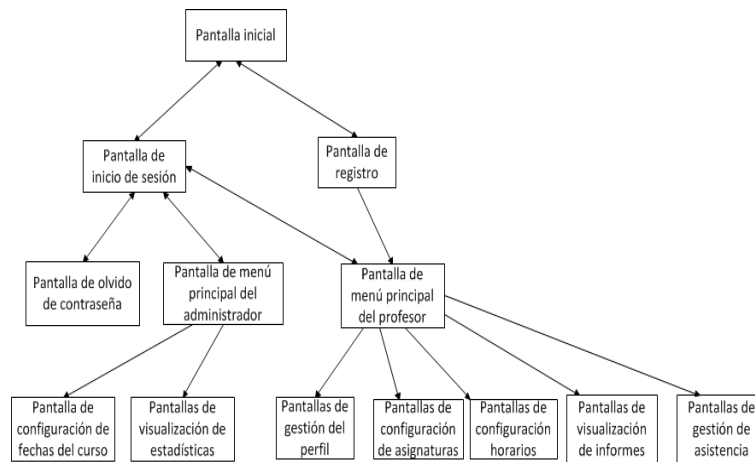 Pantalla inicial
Pantalla de
inicio de sesión
Pantalla de
registro
Pantalla de olvido
de contraseña
Pantalla de menú
principal del
administrador
Pantalla de
menú principal
del profesor
Pantalla de
configuración de
fechas del curso
Pantallas de
visualización de
estadísticas
Pantallas de
gestión del
perfil
Pantallas de
configuración
de asignaturas
Pantallas de
configuración
horarios
Pantallas de
visualización
de informes
Pantallas de
gestión de
asistencia